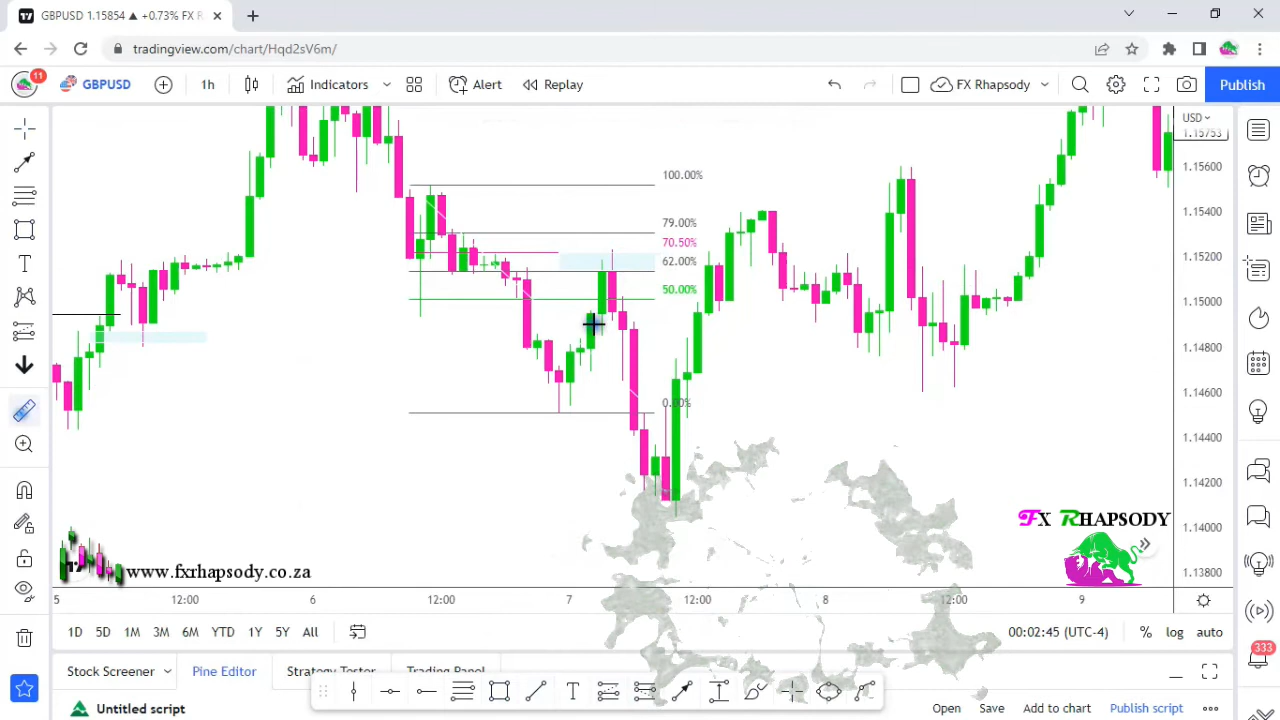 GBPUSD 1.15854 ▲ +0.73% FX R
tradingview.com/chart/Hqd2sV6m/
11
GBPUSD
1h
Indicators
Alert
Replay
FX Rhapsody
Publish
USD
1.15753
1.15600
1.15400
1.15200
1.15000
1.14800
1.14600
1.14400
1.14200
1.14000
1.13800
100.00%
79.00%
70.50%
62.00%
50.00%
0.00%
FX RHAPSODY
www.fxrhapsody.co.za
5 12:00 6 12:00 7 12:00 8 12:00 9
1D 5D 1M 3M 6M YTD 1Y 5Y All
00:02:45 (UTC-4) % log auto
333
Stock Screener Pine Editor Strategy Tester Trading Panel
Untitled script
Open Save Add to chart Publish script